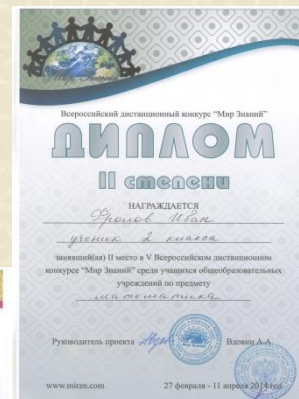 Мир Знаний
Всероссийский дистанционный конкурс "Мир Знаний"
ДИПЛОМ
II степени
НАГРАЖДАЕТСЯ
Фролов Иван
ученик 2 класса
занявший(ая) II место в V Всероссийском дистанционном
конкурсе "Мир Знаний" среди учащихся общеобразовательных
учреждений по предмету
математика
Руководитель проекта Вдовин А.А.
www.mirzn.com 27 февраля - 11 апреля 2014 год